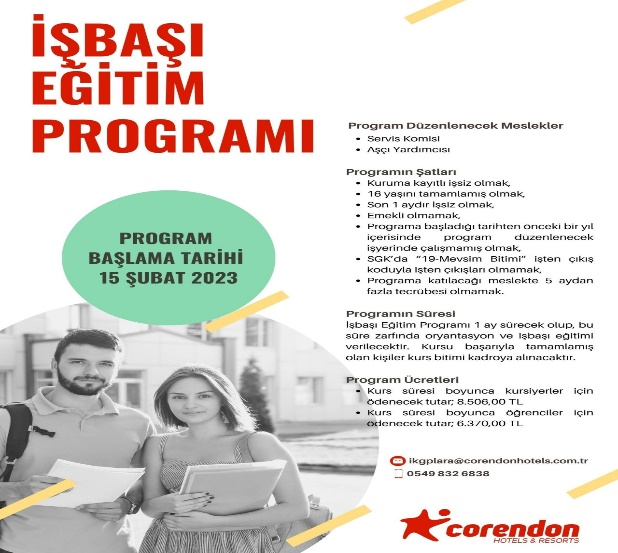 İŞBAŞI
EĞİTİM
PROGRAMI
PROGRAM
BAŞLAMA TARİHİ
15 ŞUBAT 2023
Program Düzenlenecek Meslekler
• Servis Komisi
• Aşçı Yardımcısı
Programın Şatları
• Kuruma kayıtlı işsiz olmak,
• 16 yaşını tamamlamış olmak,
• Son 1 aydır işsiz olmak,
• Emekli olmamak,
• Programa başladığı tarihten önceki bir yıl
içerisinde program düzenlenecek
işyerinde çalışmamış olmak,
• SGK'da "19-Mevsim Bitimi" işten çıkış
koduyla işten çıkışları olmamak,
• Programa katılacağı meslekte 5 aydan
fazla tecrübesi olmamak.
Programın Süresi
İşbaşı Eğitim Programı 1 ay sürecek olup, bu
süre zarfında oryantasyon ve işbaşı eğitimi
verilecektir. Kursu başarıyla tamamlamış
olan kişiler kurs bitimi kadroya alınacaktır.
Program Ücretleri
• Kurs süresi boyunca kursiyerler için
ödenecek tutar; 8.506,00 TL
• Kurs süresi boyunca öğrenciler için
ödenecek tutar; 6.370,00 TL
ikgplara@corendonhotels.com.tr
0549 832 6838
corendon
HOTELS & RESORTS